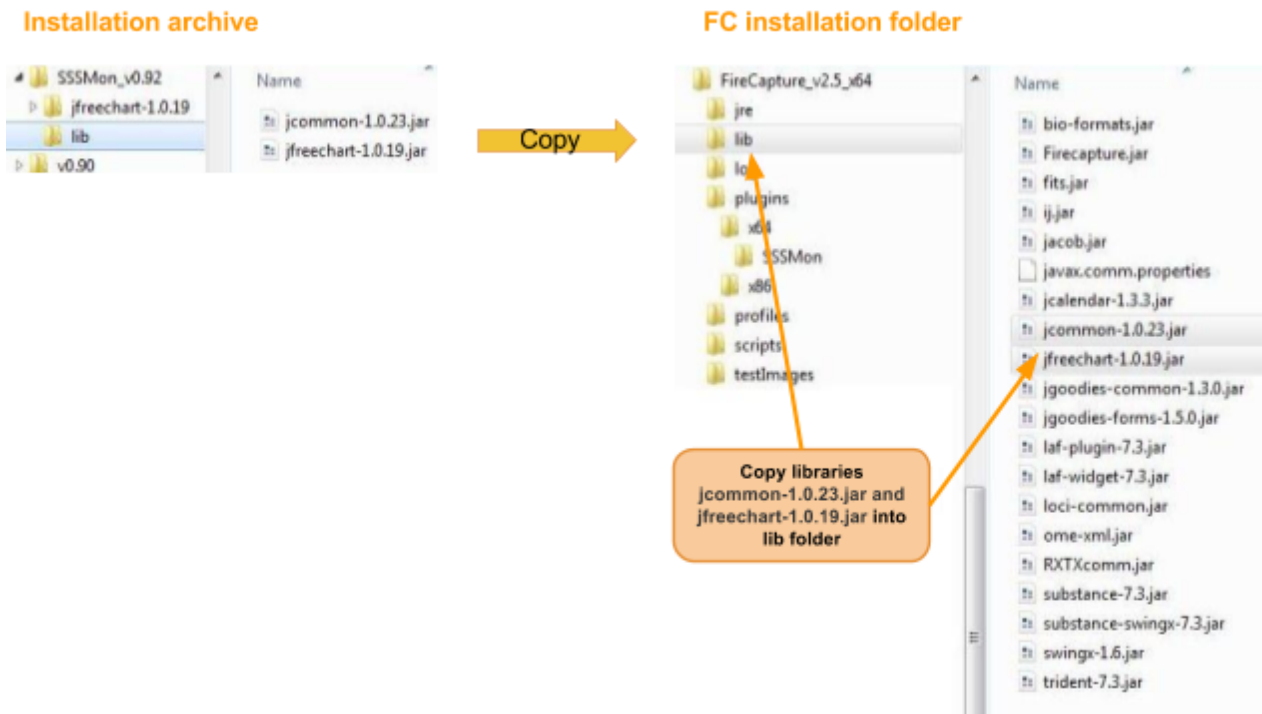 Installation archive
FC installation folder
SSSMon_v0.92
jfreechart-1.0.19
lib
v0.90
Name
jcommon-1.0.23.jar
jfreechart-1.0.19.jar
Copy
FireCapture_v2.5_x64
jre
lib
plugins
x64
SSSMon
x86
profiles
scripts
testImages
Name
bio-formats.jar
Firecapture.jar
fits.jar
ij.jar
jacob.jar
javax.comm.properties
jcalendar-1.3.3.jar
jcommon-1.0.23.jar
jfreechart-1.0.19.jar
jgoodies-common-1.3.0.jar
jgoodies-forms-1.5.0.jar
laf-plugin-7.3.jar
laf-widget-7.3.jar
loci-common.jar
ome-xml.jar
RXTXcomm.jar
substance-7.3.jar
substance-swingx-7.3.jar
swingx-1.6.jar
trident-7.3.jar
Copy libraries
jcommon-1.0.23.jar and
jfreechart-1.0.19.jar into
lib folder